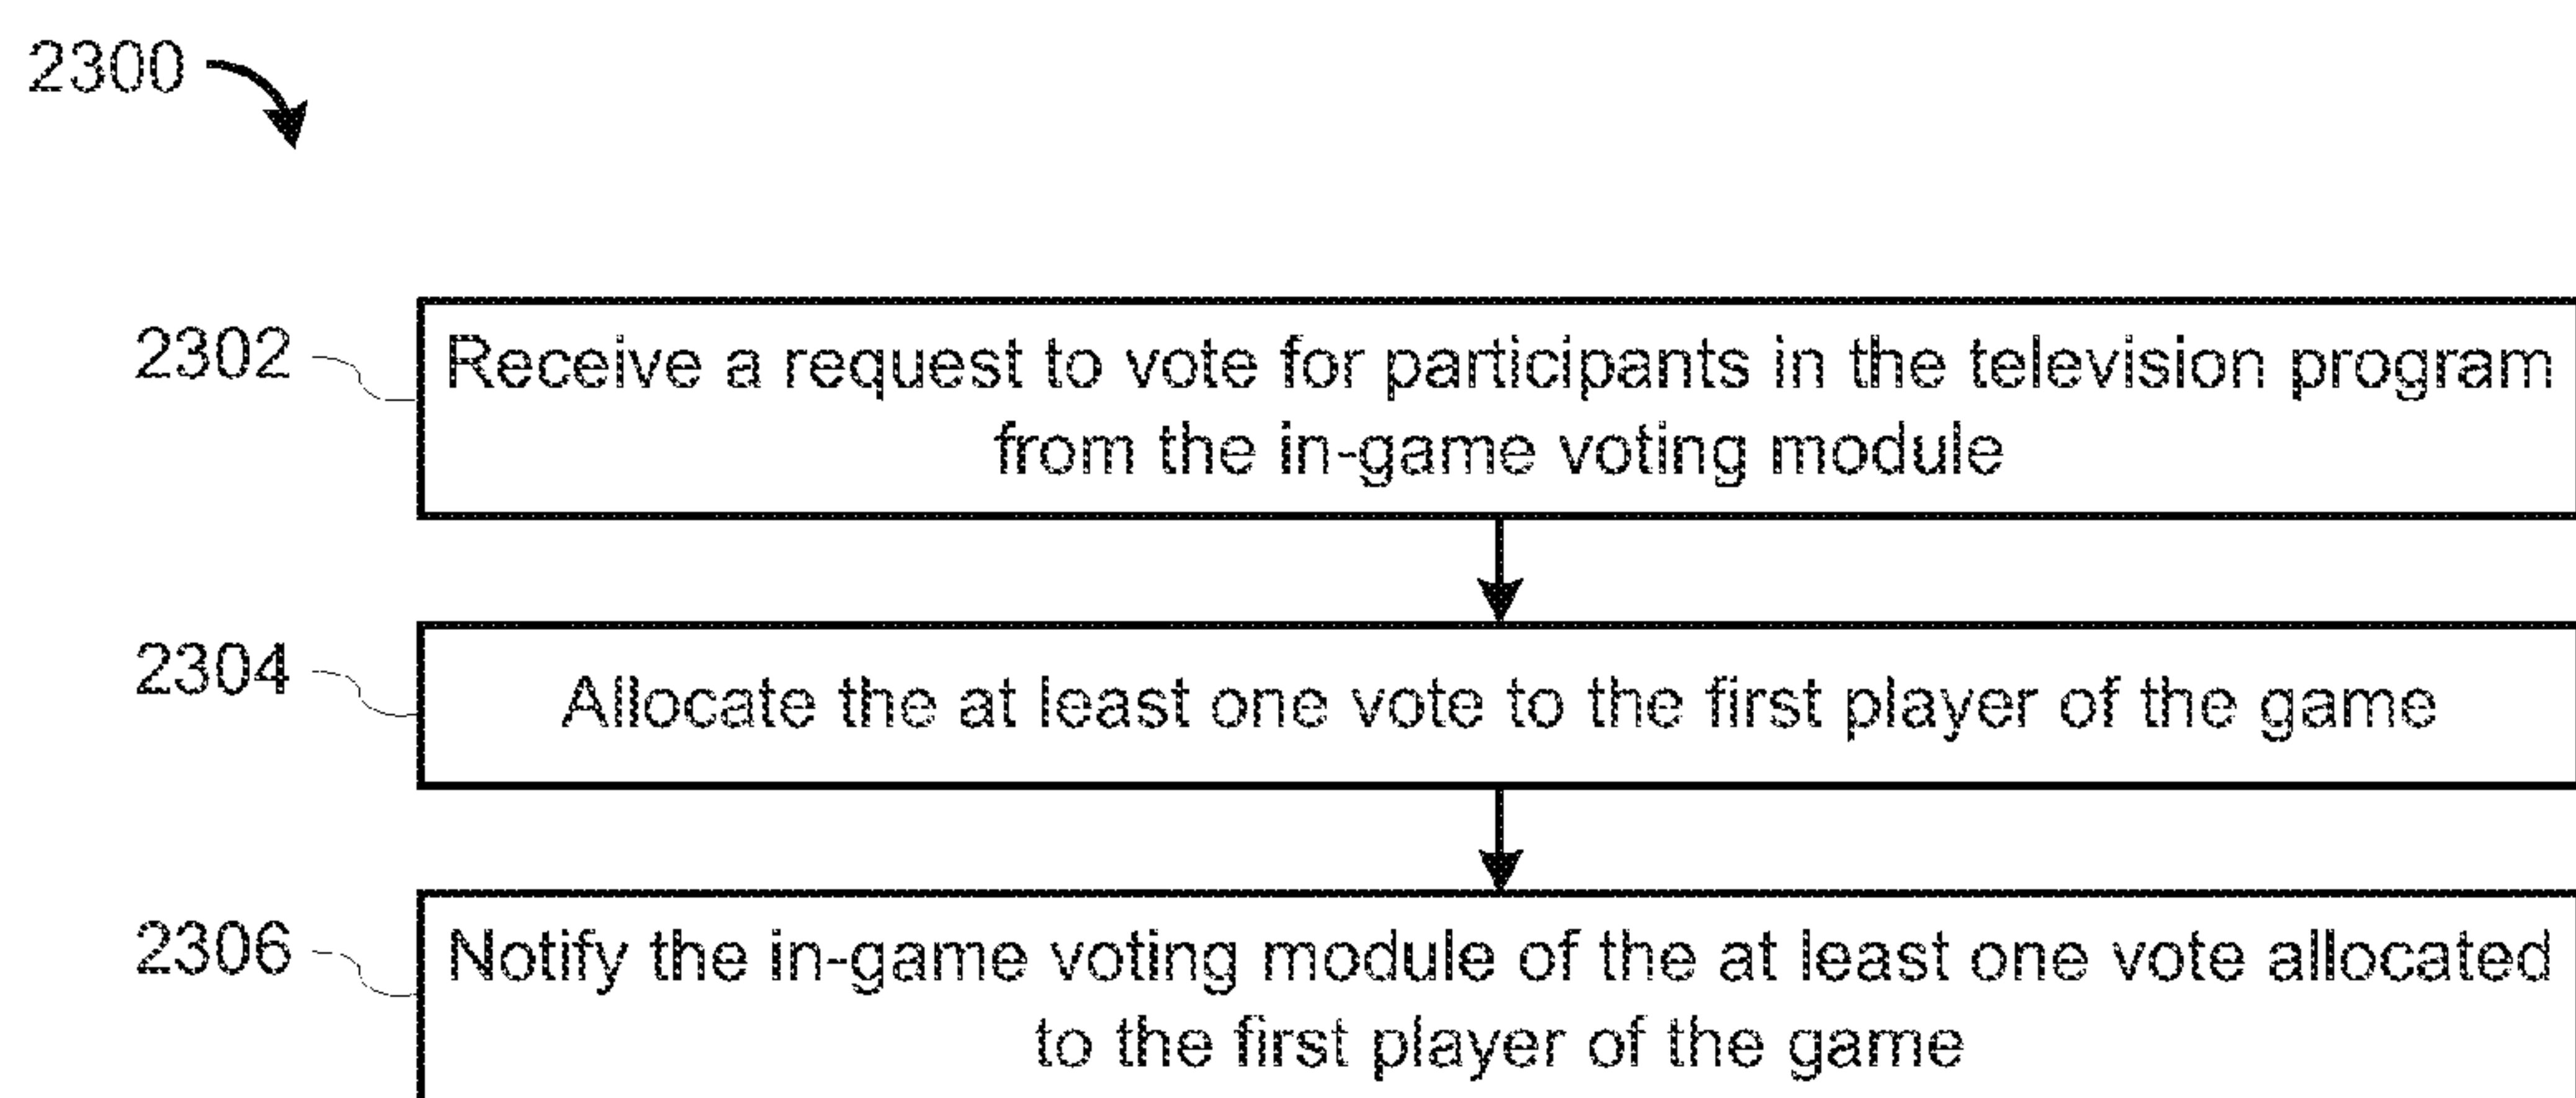 2300
2302
Receive a request to vote for participants in the television program
from the in-game voting module
2304
Allocate the at least one vote to the first player of the game
2306
Notify the in-game voting module of the at least one vote allocated
to the first player of the game